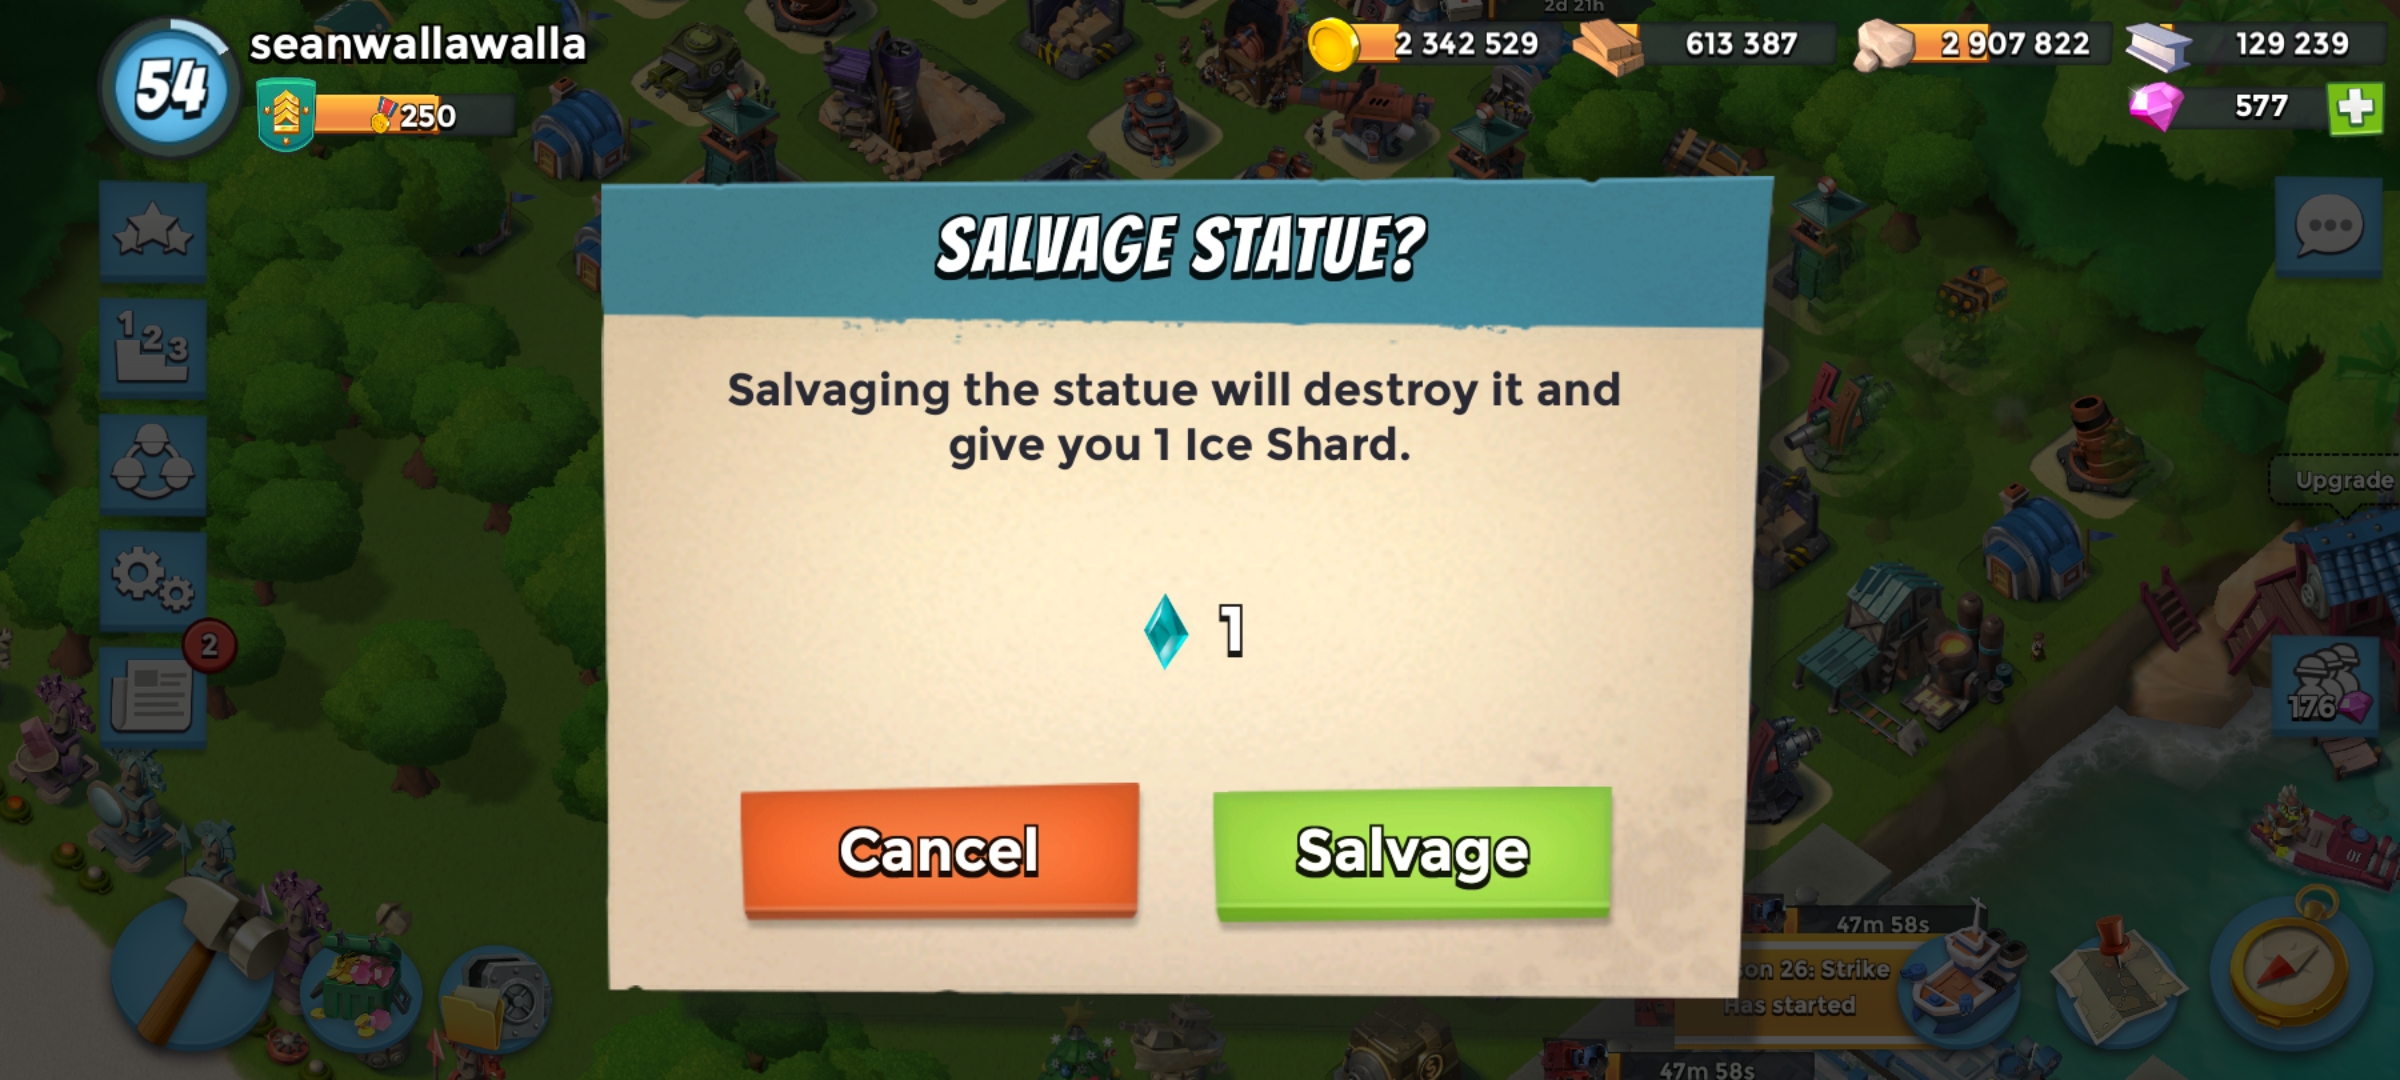 2d 21h
54
seanwallawalla
250
2 342 529
613 387
2 907 822
129 239
577
SALVAGE STATUE?
Salvaging the statue will destroy it and
give you 1 Ice Shard.
1
Cancel
Salvage
1 2 3
2
Upgrade
176
47m 58s
on 26: Strike
Has started
47m 58s